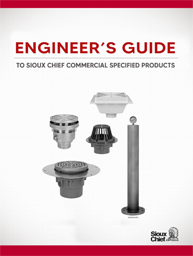 ENGINEER'S GUIDE
TO SIOUX CHIEF COMMERCIAL SPECIFIED PRODUCTS
Sioux
Chief